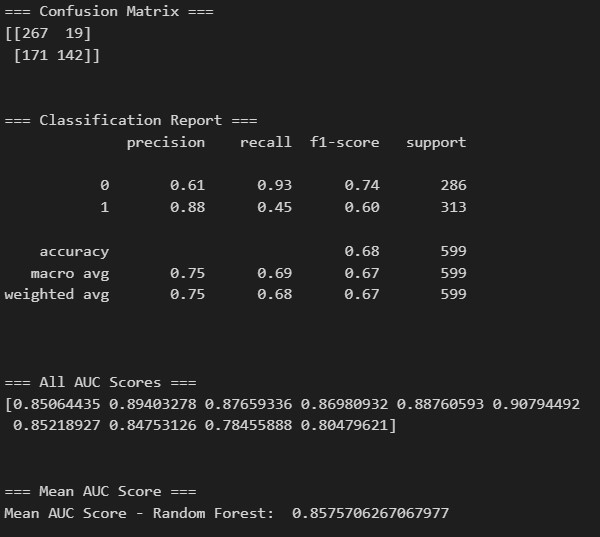 === Confusion Matrix ===
[[267  19]
 [171 142]]
=== Classification Report ===
              precision    recall  f1-score   support
           0       0.61      0.93      0.74       286
           1       0.88      0.45      0.60       313
    accuracy                           0.68       599
   macro avg       0.75      0.69      0.67       599
weighted avg       0.75      0.68      0.67       599
=== All AUC Scores ===
[0.85064435 0.89403278 0.87659336 0.86980932 0.88760593 0.90794492
 0.85218927 0.84753126 0.78455888 0.80479621]
=== Mean AUC Score ===
Mean AUC Score - Random Forest:  0.8575706267067977